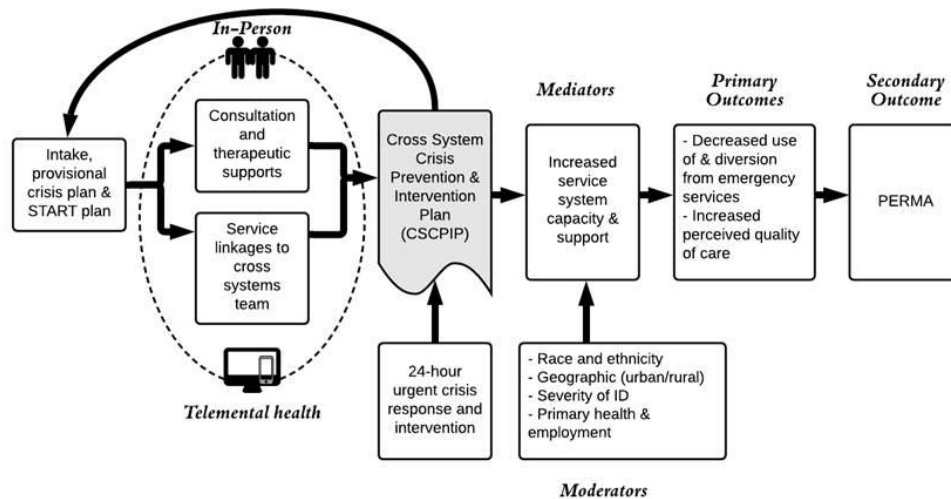 In-Person
Intake,
provisional
crisis plan &
START plan
Consultation
and
therapeutic
supports
Service
linkages to
cross
systems
team
Telemental health
Cross System
Crisis
Prevention &
Intervention
Plan
(CSCPIP)
24-hour
urgent crisis
response and
intervention
Mediators
Increased
service
system
capacity &
support
- Race and ethnicity
- Geographic (urban/rural)
- Severity of ID
- Primary health &
employment
Moderators
Primary
Outcomes
- Decreased use
of & diversion
from emergency
services
- Increased
perceived quality
of care
Secondary
Outcome
PERMA